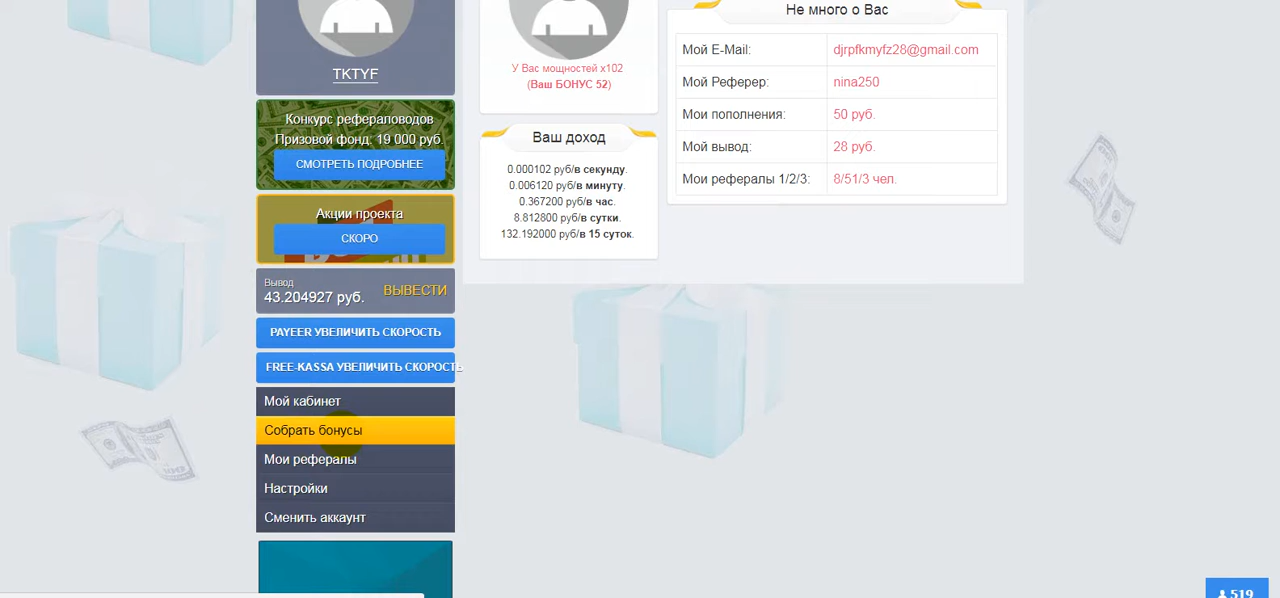 TKTYF
Конкурс рефераловодов
Призовой фонд: 19 000 руб.
СМОТРЕТЬ ПОДРОБНЕЕ
Акции проекта
СКОРО
Вывод
43.204927 руб.
ВЫВЕСТИ
PAYEER УВЕЛИЧИТЬ СКОРОСТЬ
FREE-KASSA УВЕЛИЧИТЬ СКОРОСТЬ
Мой кабинет
Собрать бонусы
Мои рефералы
Настройки
Сменить аккаунт
У Вас мощностей x102
(Ваш БОНУС 52)
Ваш доход
0.000102 руб/в секунду.
0.006120 руб/в минуту.
0.367200 руб/в час.
8.812800 руб/в сутки.
132.192000 руб/в 15 суток.
Не много о Вас
Мой E-Mail: djrpfkmyfz28@gmail.com
Мой Реферер: nina250
Мои пополнения: 50 руб.
Мой вывод: 28 руб.
Мои рефералы 1/2/3: 8/51/3 чел.
519